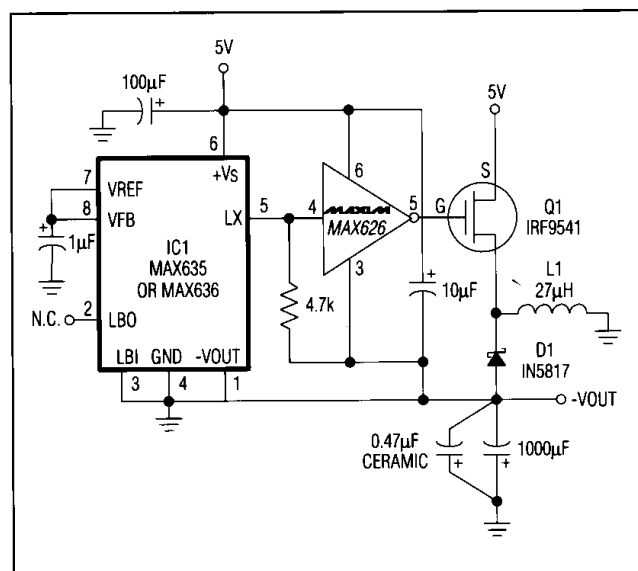 5V
100µF
+
5V
6
+VS
7
VREF
8
VFB
+
1µF
LX
5
4
6
MAXIM
MAX626
5
3
G
S
Q1
IRF9541
IC1
MAX635
OR MAX636
4.7k
+
10µF
L1
27µH
N.C.
2
LBO
D1
IN5817
LBI GND -VOUT
3 4 1
-VOUT
0.47µF
CERAMIC
+
+
1000µF